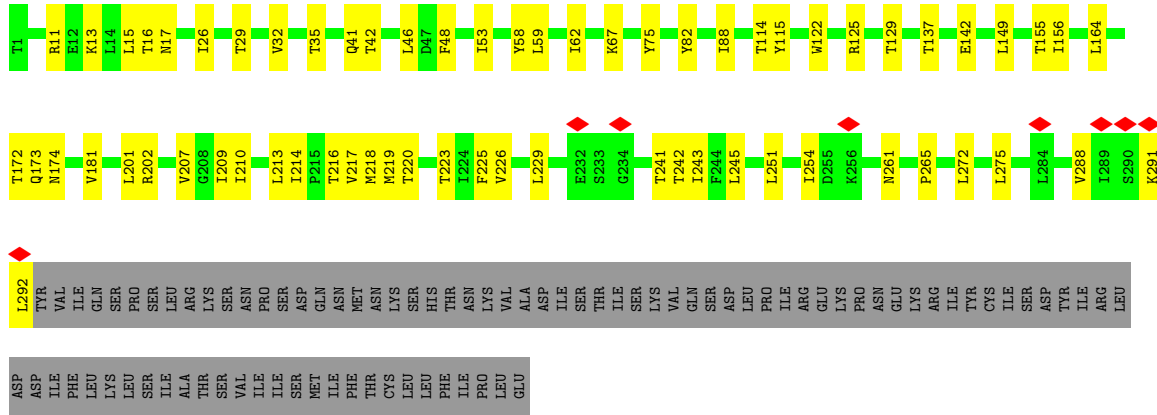 T1 R11 E12 K13 L14 L15 T16 N17 I26 T29 V32 T35 Q41 T42 L46 D47 F48 I53 Y58 L59 I62 K67 Y75 Y82 I88 T114 Y115 W122 R125 T129 T137 E142 L149 T155 I156 L164
T172 Q173 N174 V181 L201 R202 V207 G208 I209 I210 L213 I214 P215 T216 V217 M218 M219 T220 T223 I224 F225 V226 L229 E232 S233 G234 T241 T242 I243 F244 L245 L251 I254 D255 K256 N261 P265 L272 L275 L284 V288 I289 S290 K291
L292 TYR VAL ILE GLN SER PRO SER LEU ARG LYS SER ASN PRO SER ASP GLN ASN MET ASN LYS SER HIS THR ASN LYS VAL ALA ASP ILE SER THR ILE SER LYS VAL GLN SER ASP LEU PRO ILE ARG GLU LYS PRO ASN GLU LYS ARG ILE TYR CYS ILE SER ASP TYR ILE ARG LEU
ASP ASP ILE PHE LEU LYS LEU SER ILE ALA THR SER VAL ILE ILE SER MET ILE PHE THR CYS LEU LEU PHE ILE PRO LEU GLU